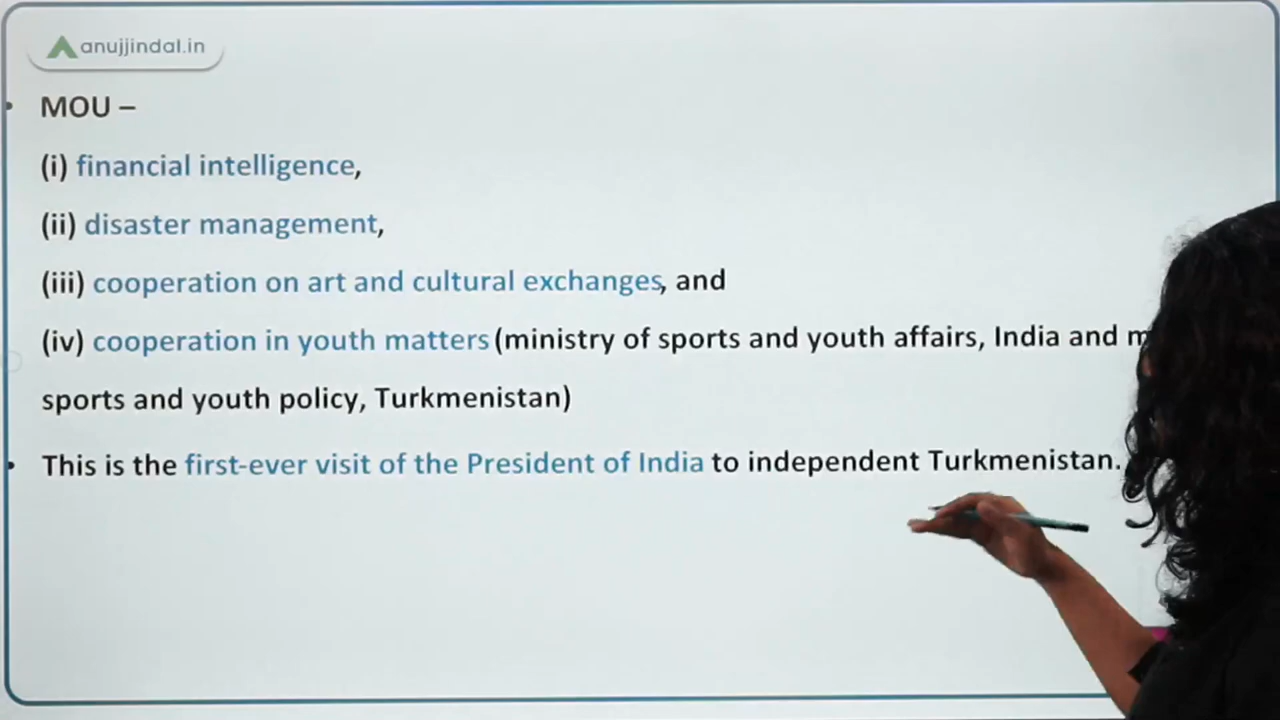 anujjindal.in
• MOU –
(i) financial intelligence,
(ii) disaster management,
(iii) cooperation on art and cultural exchanges, and
(iv) cooperation in youth matters (ministry of sports and youth affairs, India and
sports and youth policy, Turkmenistan)
• This is the first-ever visit of the President of India to independent Turkmenistan.